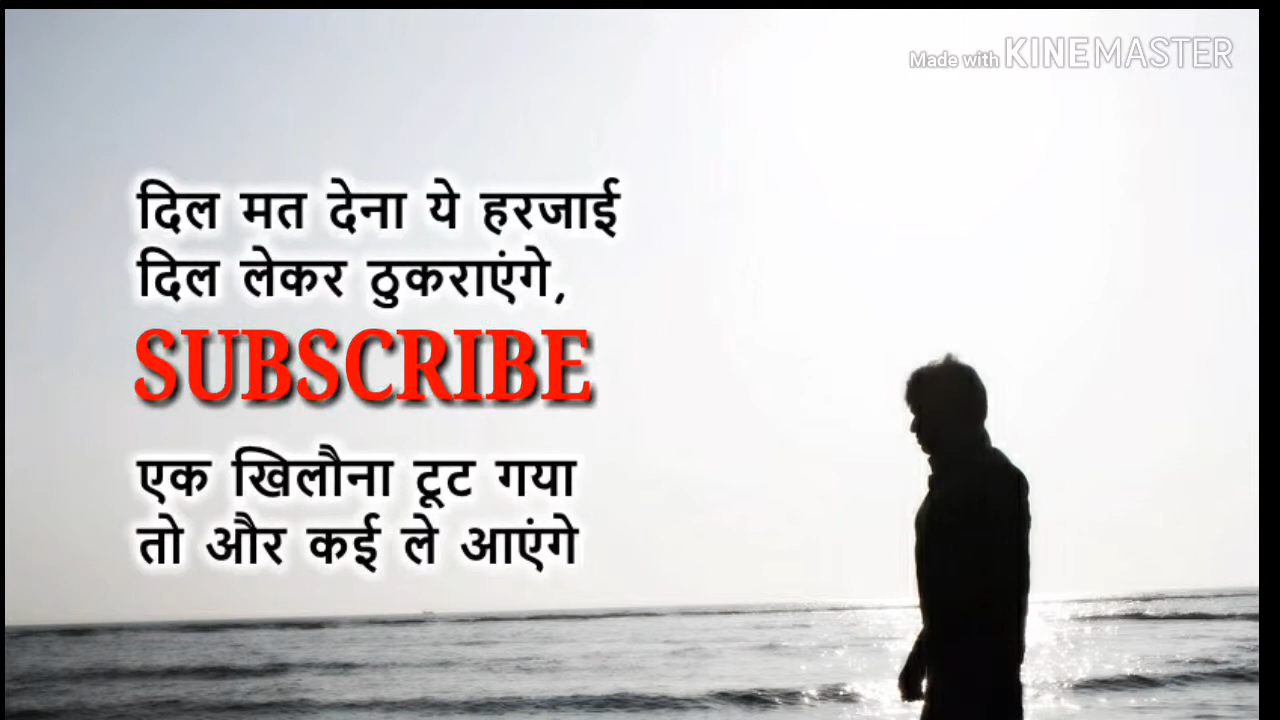 Made with KINEMASTER
दिल मत देना ये हरजाई
दिल लेकर ठुकराएंगे,
SUBSCRIBE
एक खिलौना टूट गया
तो और कई ले आएंगे